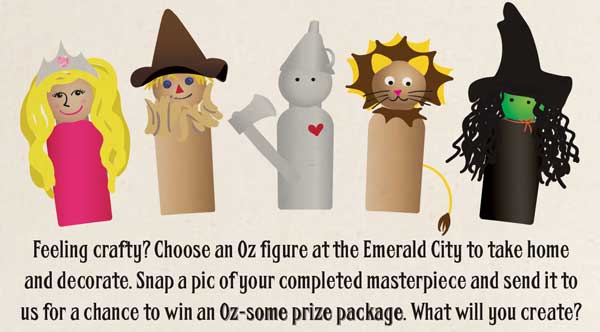 Feeling crafty? Choose an Oz figure at the Emerald City to take home
and decorate. Snap a pic of your completed masterpiece and send it to
us for a chance to win an Oz-some prize package. What will you create?